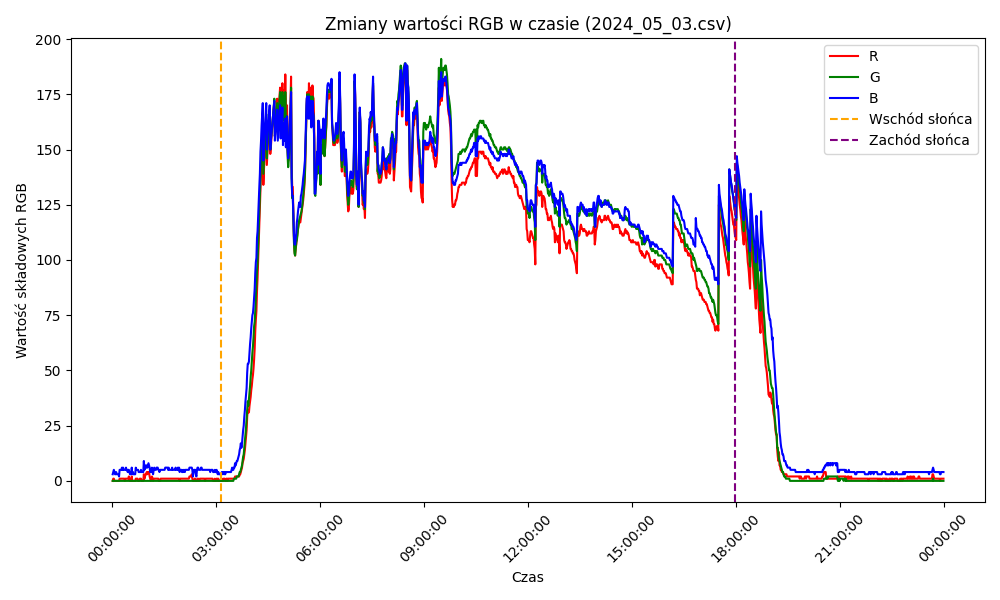 Zmiany wartości RGB w czasie (2024_05_03.csv)
200
175
150
125
100
75
50
25
0
Wartość składowych RGB
R
G
B
Wschód słońca
Zachód słońca
00:00:00
03:00:00
06:00:00
09:00:00
12:00:00
15:00:00
18:00:00
21:00:00
00:00:00
Czas